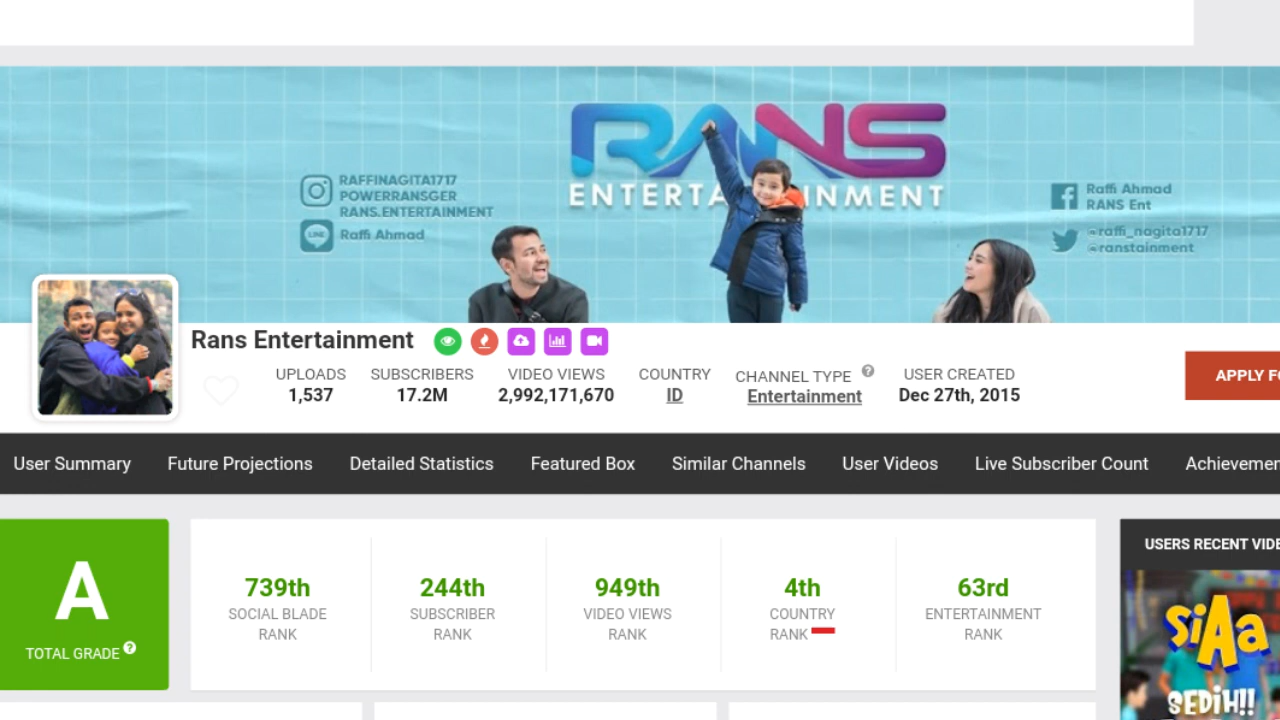 RANS
ENTERTAINMENT
RAFFINAGITA1717
POWERRANSGER
RANS.ENTERTAINMENT
LINE
Raffi Ahmad
Raffi Ahmad
RANS Ent
@raffi_nagita1717
@ranstainment
Rans Entertainment
UPLOADS
1,537
SUBSCRIBERS
17.2M
VIDEO VIEWS
2,992,171,670
COUNTRY
ID
CHANNEL TYPE ?
Entertainment
USER CREATED
Dec 27th, 2015
APPLY FO
User Summary Future Projections Detailed Statistics Featured Box Similar Channels User Videos Live Subscriber Count Achievemen
A
TOTAL GRADE ?
739th
SOCIAL BLADE
RANK
244th
SUBSCRIBER
RANK
949th
VIDEO VIEWS
RANK
4th
COUNTRY
RANK
63rd
ENTERTAINMENT
RANK
USERS RECENT VIDE
SiAa
SEDiH!!